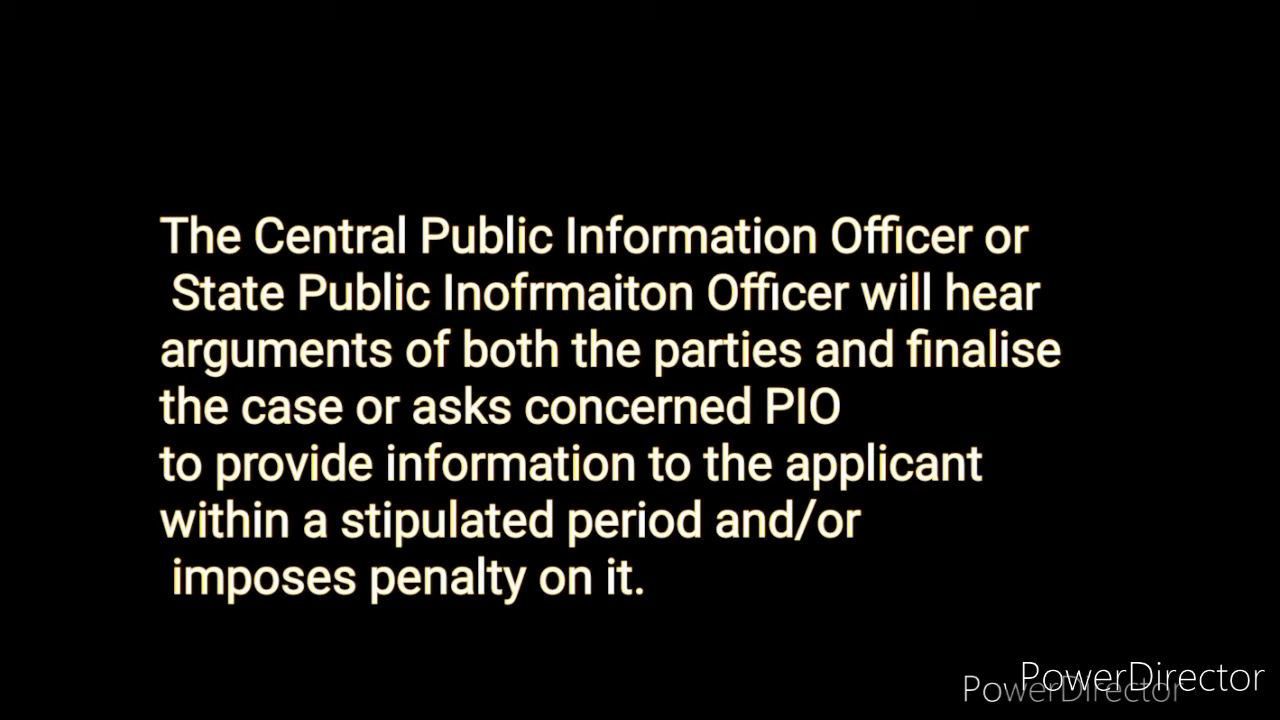 The Central Public Information Officer or
State Public Inofrmaiton Officer will hear
arguments of both the parties and finalise
the case or asks concerned PIO
to provide information to the applicant
within a stipulated period and/or
imposes penalty on it.
PowerDirector
PowerDirector